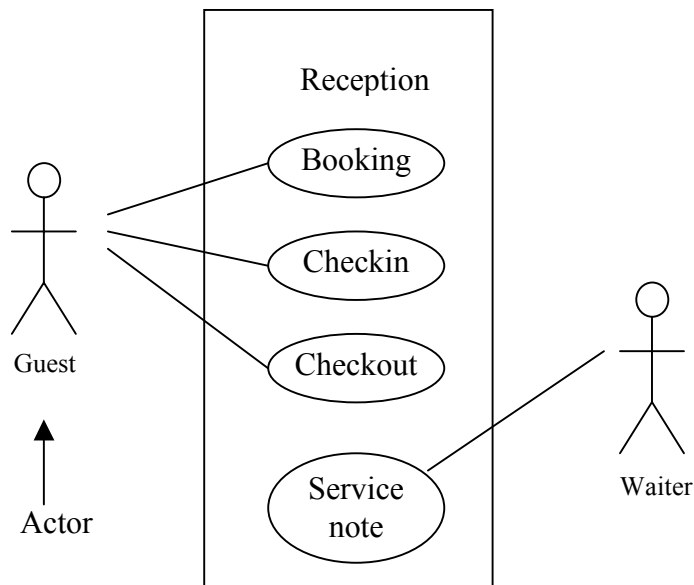 Reception
Booking
Checkin
Checkout
Guest
Service
note
Waiter
Actor